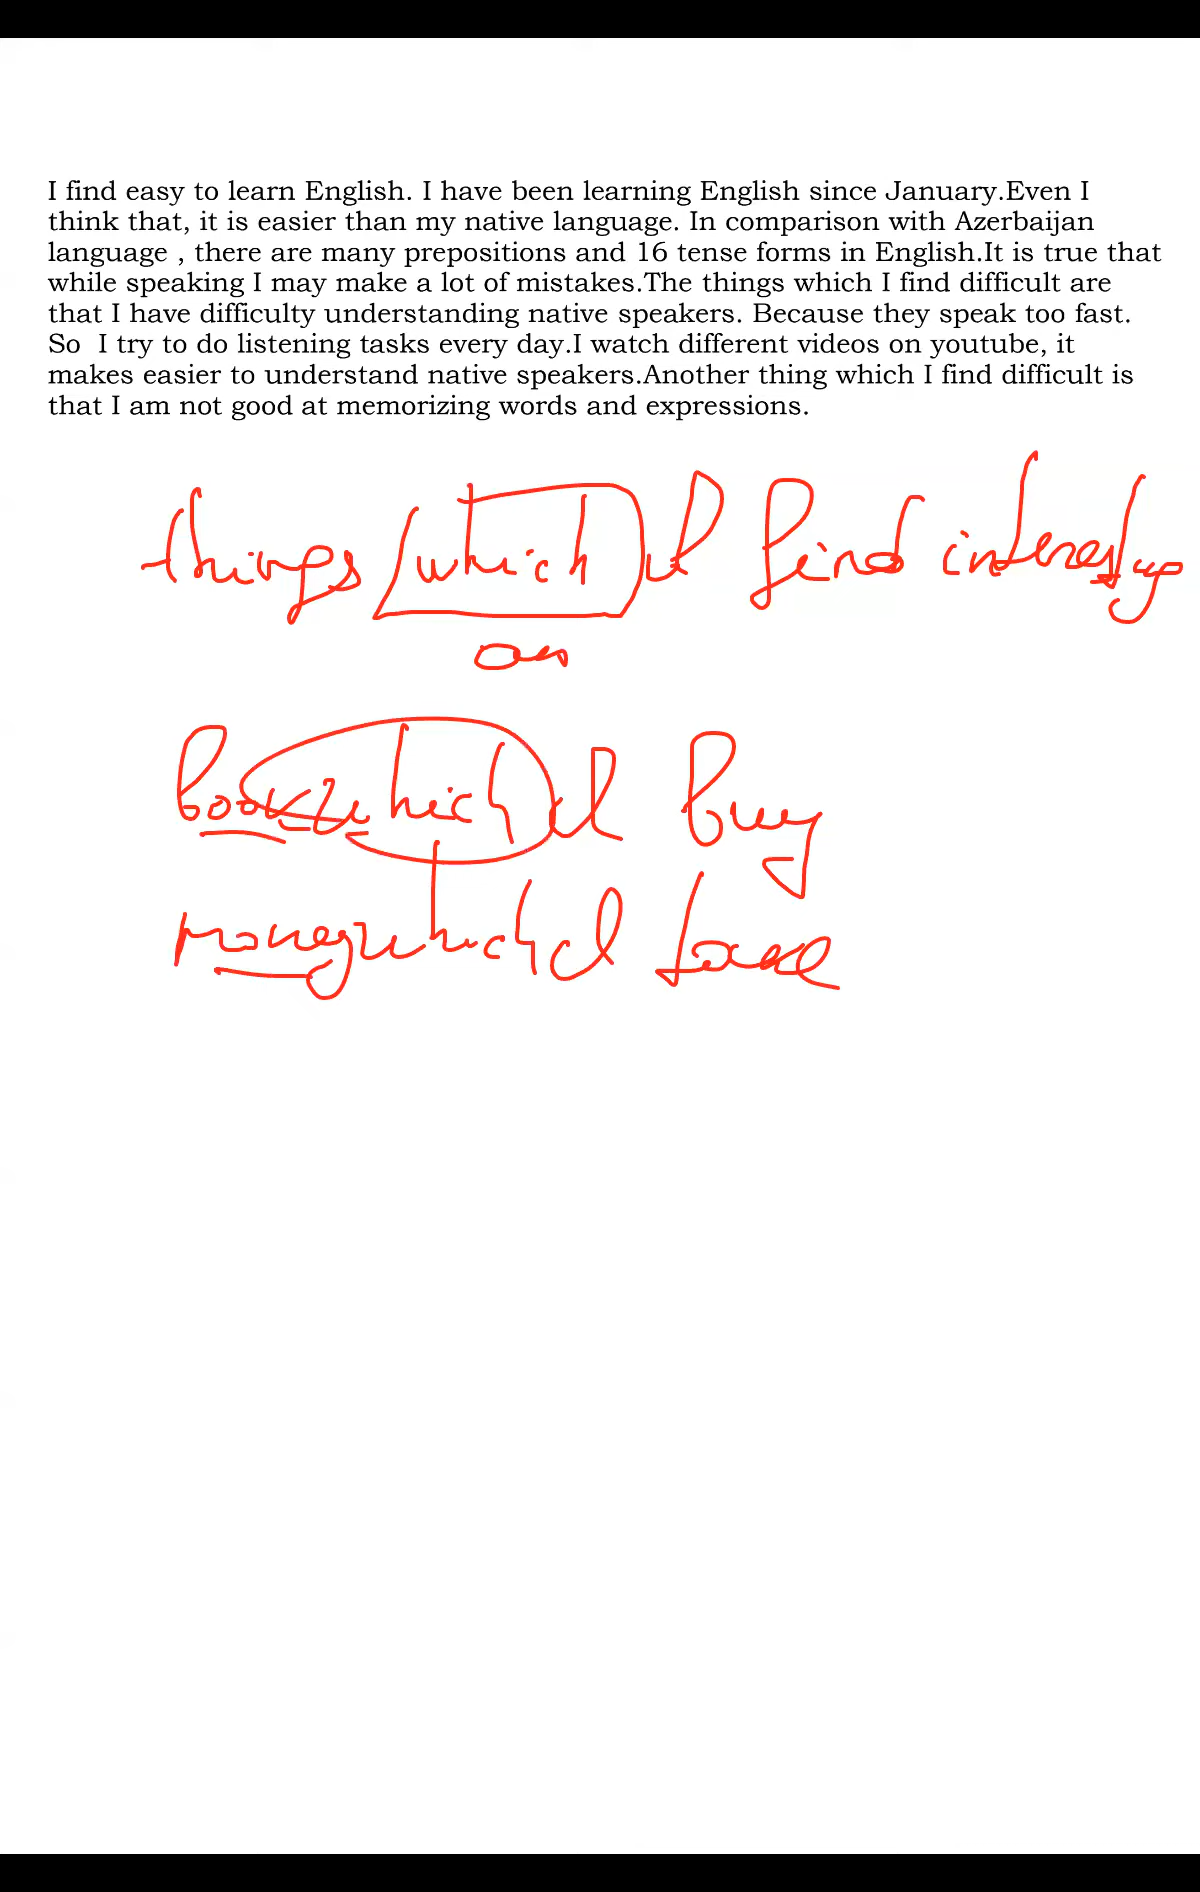 I find easy to learn English. I have been learning English since January.Even I
think that, it is easier than my native language. In comparison with Azerbaijan
language , there are many prepositions and 16 tense forms in English.It is true that
while speaking I may make a lot of mistakes.The things which I find difficult are
that I have difficulty understanding native speakers. Because they speak too fast.
So  I try to do listening tasks every day.I watch different videos on youtube, it
makes easier to understand native speakers.Another thing which I find difficult is
that I am not good at memorizing words and expressions.
things which I find
book which I buy
money which I